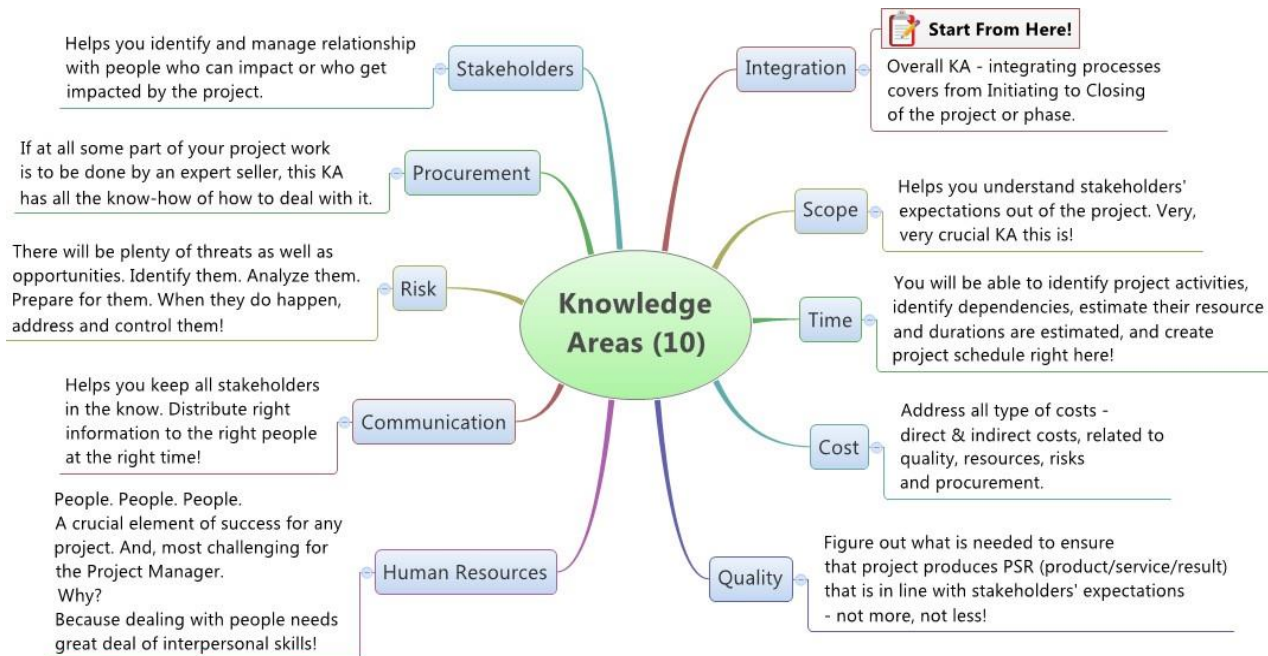 Knowledge
Areas (10)
Integration
Start From Here!
Overall KA - integrating processes
covers from Initiating to Closing
of the project or phase.
Scope
Helps you understand stakeholders'
expectations out of the project. Very,
very crucial KA this is!
Time
You will be able to identify project activities,
identify dependencies, estimate their resource
and durations are estimated, and create
project schedule right here!
Cost
Address all type of costs -
direct & indirect costs, related to
quality, resources, risks
and procurement.
Quality
Figure out what is needed to ensure
that project produces PSR (product/service/result)
that is in line with stakeholders' expectations
- not more, not less!
Human Resources
People. People. People.
A crucial element of success for any
project. And, most challenging for
the Project Manager.
Why?
Because dealing with people needs
great deal of interpersonal skills!
Communication
Helps you keep all stakeholders
in the know. Distribute right
information to the right people
at the right time!
Risk
There will be plenty of threats as well as
opportunities. Identify them. Analyze them.
Prepare for them. When they do happen,
address and control them!
Procurement
If at all some part of your project work
is to be done by an expert seller, this KA
has all the know-how of how to deal with it.
Stakeholders
Helps you identify and manage relationship
with people who can impact or who get
impacted by the project.